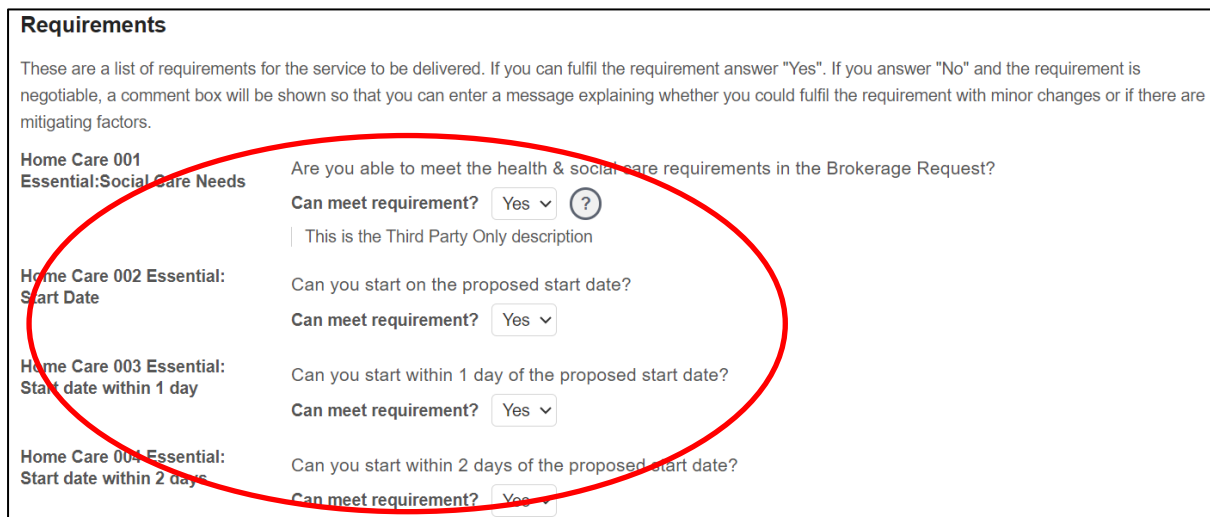 Requirements
These are a list of requirements for the service to be delivered. If you can fulfil the requirement answer "Yes". If you answer "No" and the requirement is
negotiable, a comment box will be shown so that you can enter a message explaining whether you could fulfil the requirement with minor changes or if there are
mitigating factors.
Home Care 001
Essential:Social Care Needs
Are you able to meet the health & social care requirements in the Brokerage Request?
Can meet requirement? Yes ?
This is the Third Party Only description
Home Care 002 Essential:
Start Date
Can you start on the proposed start date?
Can meet requirement? Yes
Home Care 003 Essential:
Start date within 1 day
Can you start within 1 day of the proposed start date?
Can meet requirement? Yes
Home Care 004 Essential:
Start date within 2 days
Can you start within 2 days of the proposed start date?
Can meet requirement? Yes